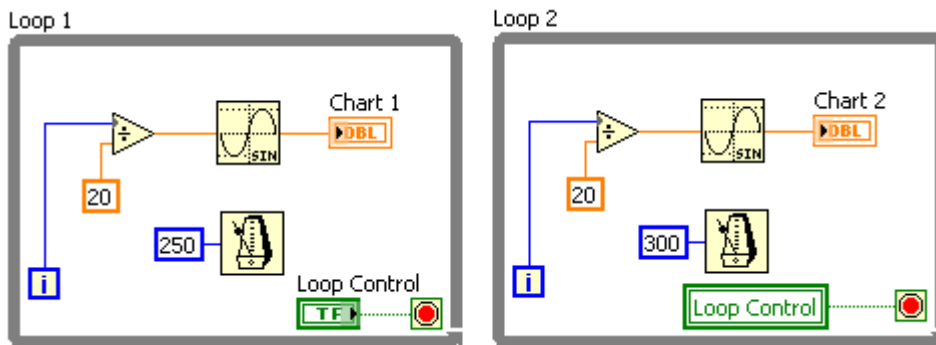 Loop 1
Chart 1
÷
SIN
DBL
20
250
i
Loop Control
TF
Loop 2
Chart 2
÷
SIN
DBL
20
300
i
Loop Control